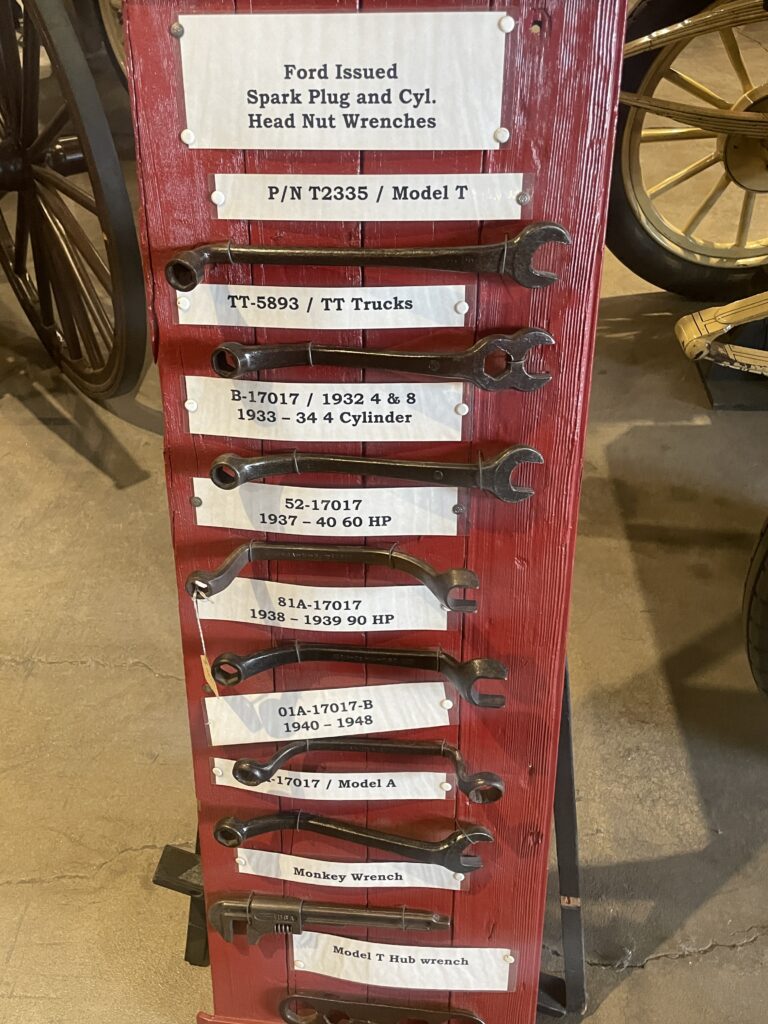 Ford Issued
Spark Plug and Cyl.
Head Nut Wrenches
P/N T2335 / Model T
TT-5893 / TT Trucks
B-17017 / 1932 4 & 8
1933 – 34 4 Cylinder
52-17017
1937 – 40 60 HP
81A-17017
1938 – 1939 90 HP
01A-17017-B
1940 – 1948
-17017 / Model A
Monkey Wrench
Model T Hub wrench